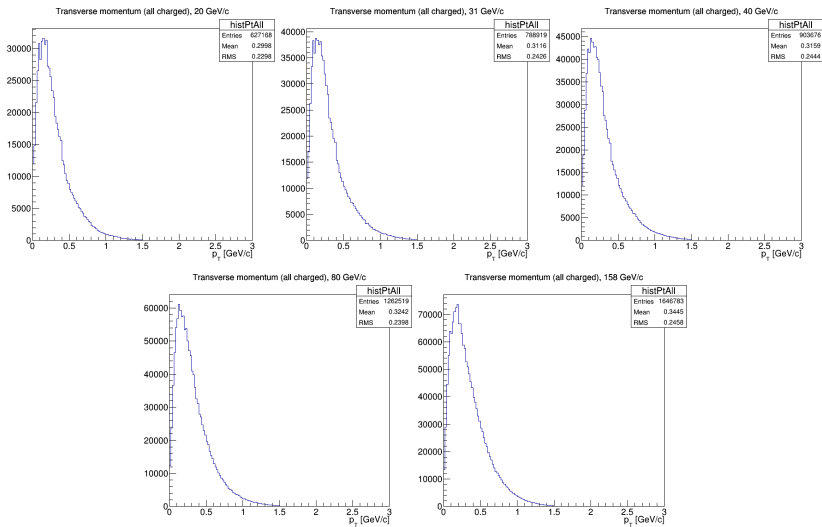 Transverse momentum (all charged), 20 GeV/c
histPtAll
Entries 627168
Mean 0.2998
RMS 0.2298
30000
25000
20000
15000
10000
5000
0
0 0.5 1 1.5 2 2.5 3
p_T [GeV/c]
Transverse momentum (all charged), 31 GeV/c
histPtAll
Entries 788919
Mean 0.3116
RMS 0.2426
40000
35000
30000
25000
20000
15000
10000
5000
0
0 0.5 1 1.5 2 2.5 3
p_T [GeV/c]
Transverse momentum (all charged), 40 GeV/c
histPtAll
Entries 903676
Mean 0.3159
RMS 0.2444
45000
40000
35000
30000
25000
20000
15000
10000
5000
0
0 0.5 1 1.5 2 2.5 3
p_T [GeV/c]
Transverse momentum (all charged), 80 GeV/c
histPtAll
Entries 1262519
Mean 0.3242
RMS 0.2398
60000
50000
40000
30000
20000
10000
0
0 0.5 1 1.5 2 2.5 3
p_T [GeV/c]
Transverse momentum (all charged), 158 GeV/c
histPtAll
Entries 1646783
Mean 0.3445
RMS 0.2458
70000
60000
50000
40000
30000
20000
10000
0
0 0.5 1 1.5 2 2.5 3
p_T [GeV/c]